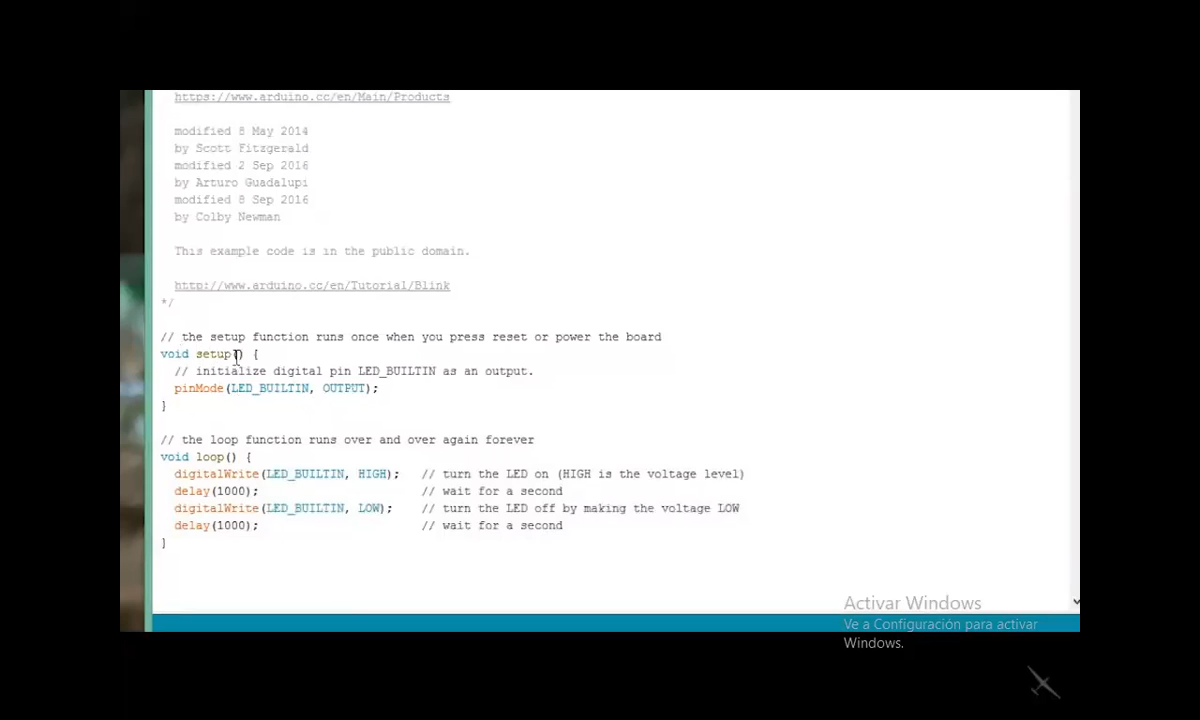 https://www.arduino.cc/en/Main/Products
modified 8 May 2014
by Scott Fitzgerald
modified 2 Sep 2016
by Arturo Guadalupi
modified 8 Sep 2016
by Colby Newman
This example code is in the public domain.
http://www.arduino.cc/en/Tutorial/Blink
*/
// the setup function runs once when you press reset or power the board
void setup() {
// initialize digital pin LED_BUILTIN as an output.
pinMode(LED_BUILTIN, OUTPUT);
}
// the loop function runs over and over again forever
void loop() {
digitalWrite(LED_BUILTIN, HIGH); // turn the LED on (HIGH is the voltage level)
delay(1000); // wait for a second
digitalWrite(LED_BUILTIN, LOW); // turn the LED off by making the voltage LOW
delay(1000); // wait for a second
}
Activar Windows
Ve a Configuración para activar
Windows.